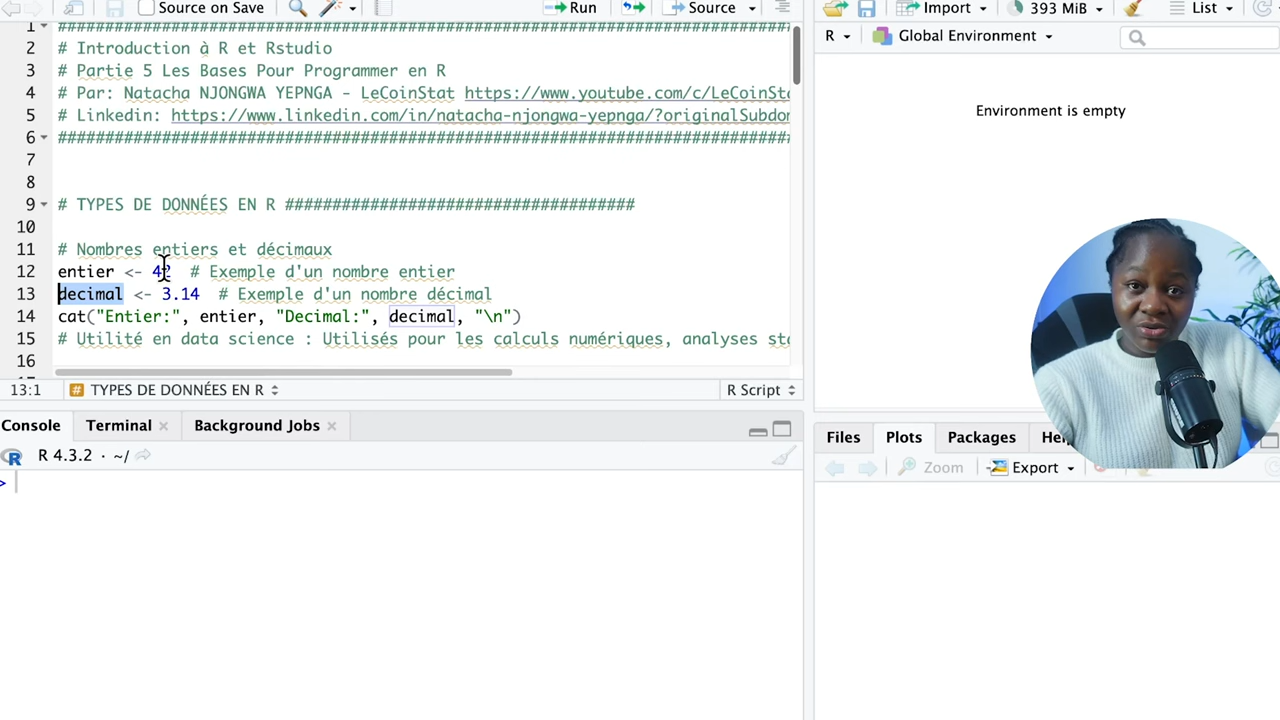 Source on Save
Run
Source
1 ################################################################################
2 # Introduction à R et Rstudio
3 # Partie 5 Les Bases Pour Programmer en R
4 # Par: Natacha NJONGWA YEPNGA - LeCoinStat https://www.youtube.com/c/LeCoinSta
5 # Linkedin: https://www.linkedin.com/in/natacha-njongwa-yepnga/?originalSubdom
6 ################################################################################
7
8
9 # TYPES DE DONNÉES EN R #####################################
10
11 # Nombres entiers et décimaux
12 entier <- 42 # Exemple d'un nombre entier
13 decimal <- 3.14 # Exemple d'un nombre décimal
14 cat("Entier:", entier, "Decimal:", decimal, "\n")
15 # Utilité en data science : Utilisés pour les calculs numériques, analyses sta
16
13:1 # TYPES DE DONNÉES EN R R Script
Console Terminal Background Jobs
R R 4.3.2 · ~/
>
Import 393 MiB List
R Global Environment
Environment is empty
Files Plots Packages Hel
Zoom Export